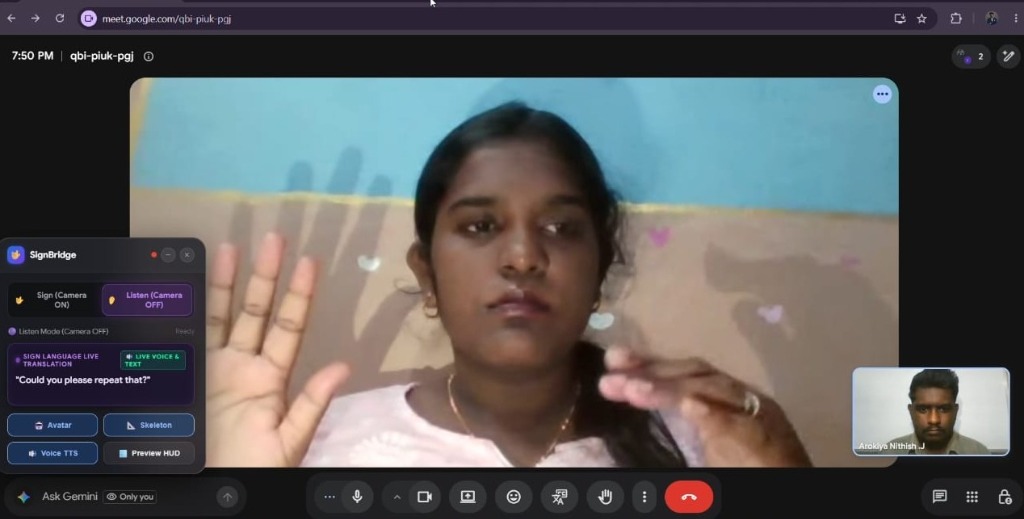 meet.google.com/qbi-piuk-pgj
7:50 PM | qbi-piuk-pgj
2
SignBridge
Sign (Camera
ON)
Listen (Camera
OFF)
Listen Mode (Camera OFF)
Ready
SIGN LANGUAGE LIVE
TRANSLATION
LIVE VOICE &
TEXT
"Could you please repeat that?"
Avatar
Skeleton
Voice TTS
Preview HUD
Arokiya Nithish .J
Ask Gemini
Only you